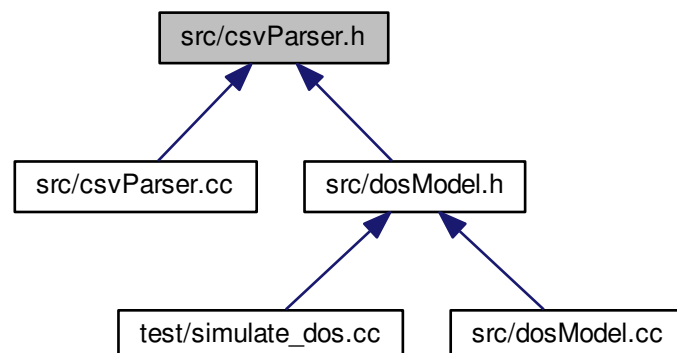 src/csvParser.h
src/csvParser.cc
src/dosModel.h
test/simulate_dos.cc
src/dosModel.cc